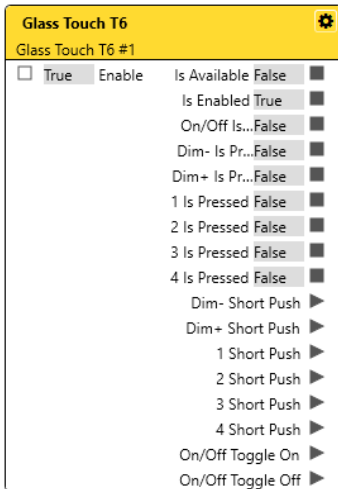 Glass Touch T6
Glass Touch T6 #1
True Enable Is Available False
Is Enabled True
On/Off Is...False
Dim- Is Pr...False
Dim+ Is Pr...False
1 Is Pressed False
2 Is Pressed False
3 Is Pressed False
4 Is Pressed False
Dim- Short Push
Dim+ Short Push
1 Short Push
2 Short Push
3 Short Push
4 Short Push
On/Off Toggle On
On/Off Toggle Off